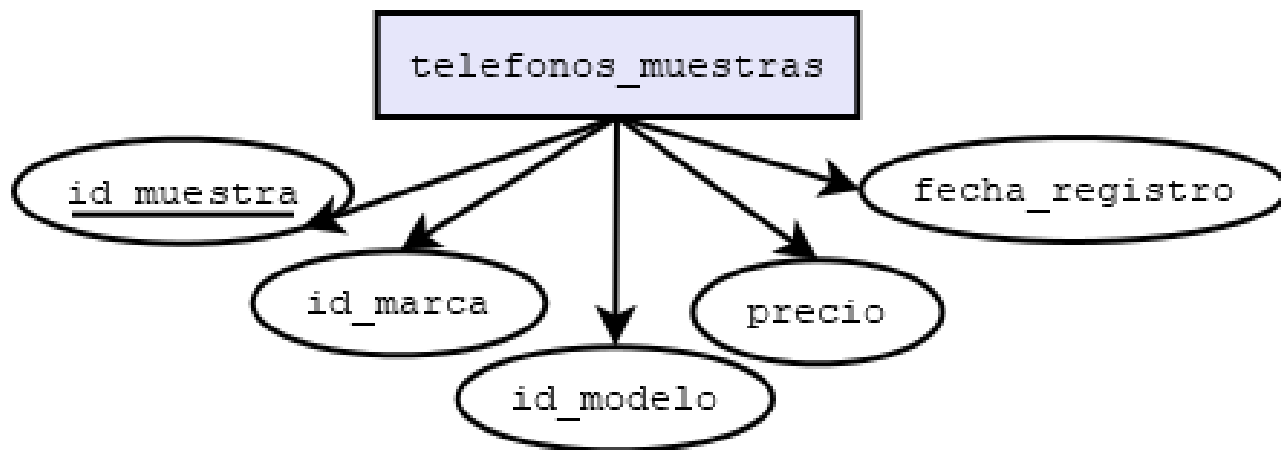 telefonos_muestras
id_muestra
fecha_registro
id_marca
precio
id_modelo